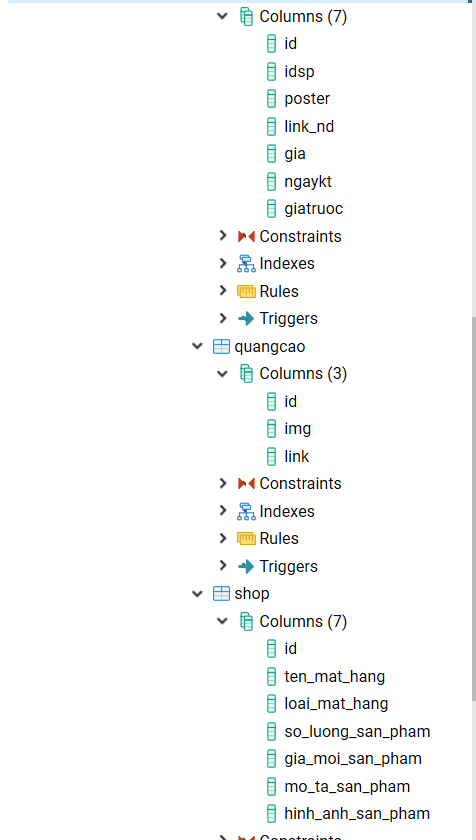 Columns (7)
id
idsp
poster
link_nd
gia
ngaykt
giatruoc
Constraints
Indexes
Rules
Triggers
quangcao
Columns (3)
id
img
link
Constraints
Indexes
Rules
Triggers
shop
Columns (7)
id
ten_mat_hang
loai_mat_hang
so_luong_san_pham
gia_moi_san_pham
mo_ta_san_pham
hinh_anh_san_pham
Constraints